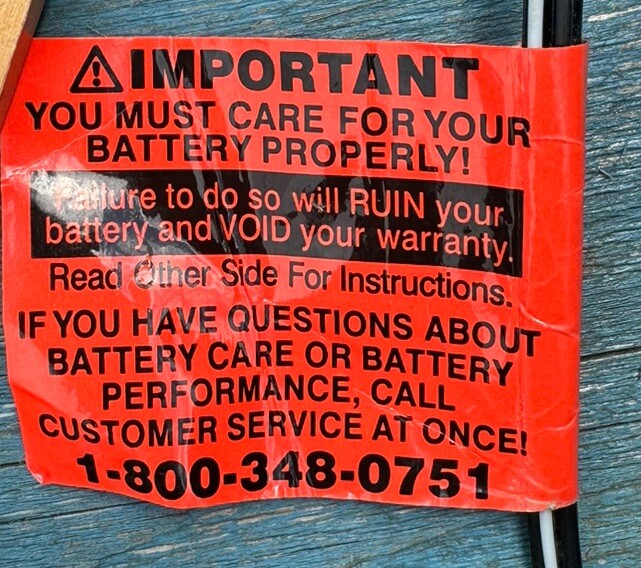 IMPORTANT
YOU MUST CARE FOR YOUR
BATTERY PROPERLY!
Failure to do so will RUIN your
battery and VOID your warranty.
Read Other Side For Instructions.
IF YOU HAVE QUESTIONS ABOUT
BATTERY CARE OR BATTERY
PERFORMANCE, CALL
CUSTOMER SERVICE AT ONCE!
1-800-348-0751